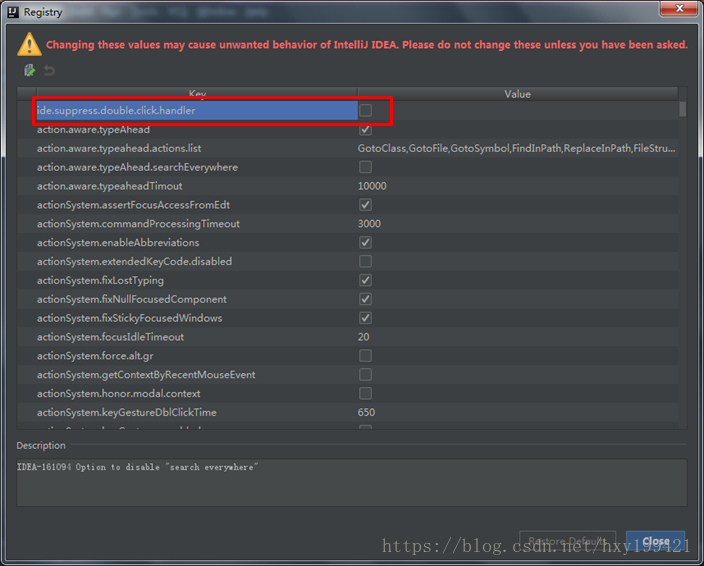 Registry
Changing these values may cause unwanted behavior of IntelliJ IDEA. Please do not change these unless you have been asked.
Key Value
ide.suppress.double.click.handler
action.aware.typeAhead
action.aware.typeahead.actions.list GotoClass,GotoFile,GotoSymbol,FindInPath,ReplaceInPath,FileStru...
action.aware.typeAhead.searchEverywhere
action.aware.typeaheadTimout 10000
actionSystem.assertFocusAccessFromEdt
actionSystem.commandProcessingTimeout 3000
actionSystem.enableAbbreviations
actionSystem.extendedKeyCode.disabled
actionSystem.fixLostTyping
actionSystem.fixNullFocusedComponent
actionSystem.fixStickyFocusedWindows
actionSystem.focusIdleTimeout 20
actionSystem.force.alt.gr
actionSystem.getContextByRecentMouseEvent
actionSystem.honor.modal.context
actionSystem.keyGestureDblClickTime 650
Description
IDEA-161094 Option to disable "search everywhere"
Restore Defaults Close
https://blog.csdn.net/hxy199421